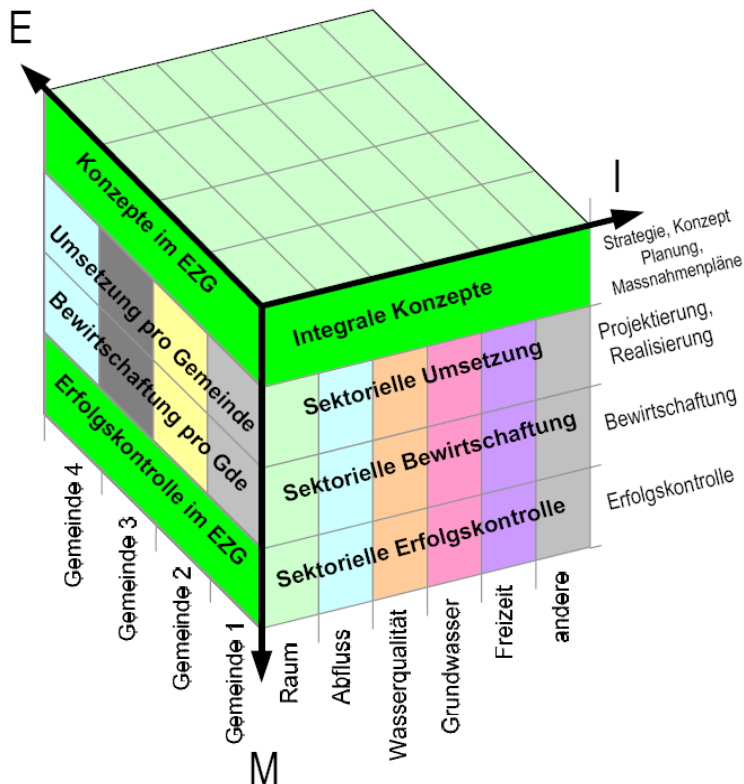 E
I
Strategie, Konzept
Planung,
Massnahmenpläne
Konzepte im EZG
Integrale Konzepte
Projektierung,
Realisierung
Umsetzung pro Gemeinde
Sektorielle Umsetzung
Bewirtschaftung pro Gde
Sektorielle Bewirtschaftung
Bewirtschaftung
Erfolgskontrolle im EZG
Sektorielle Erfolgskontrolle
Erfolgskontrolle
Gemeinde 4
Gemeinde 3
Gemeinde 2
Gemeinde 1
Raum
Abfluss
Wasserqualität
Grundwasser
Freizeit
andere
M